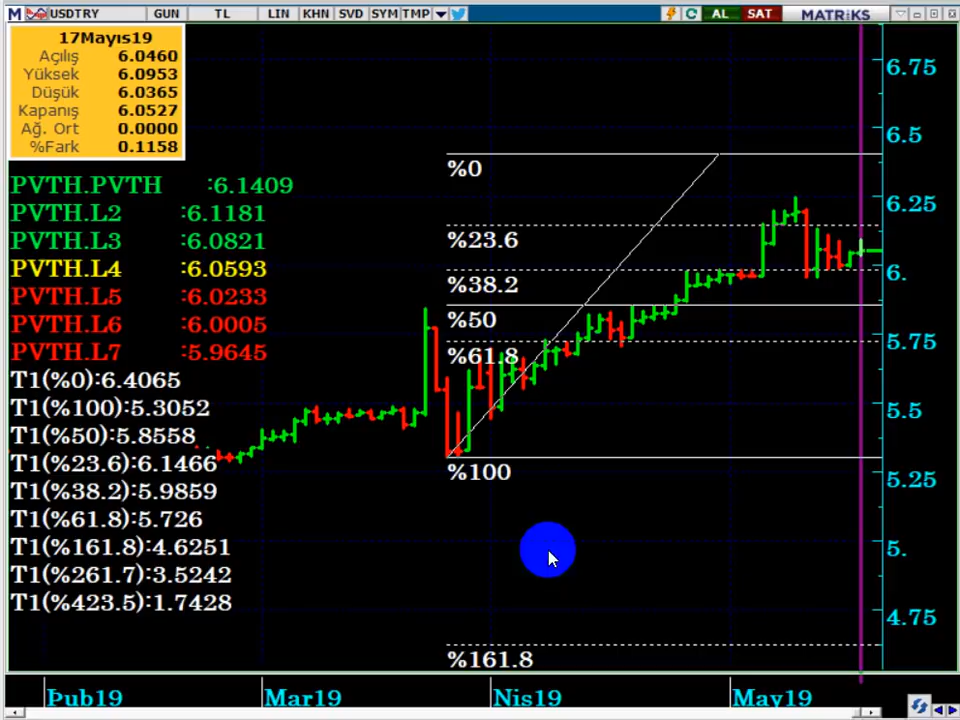 M USDTRY GUN TL LIN KHN SVD SYM TMP AL SAT MATRİKS
17Mayıs19
Açılış 6.0460
Yüksek 6.0953
Düşük 6.0365
Kapanış 6.0527
Ağ. Ort 0.0000
%Fark 0.1158
PVTH.PVTH :6.1409
PVTH.L2 :6.1181
PVTH.L3 :6.0821
PVTH.L4 :6.0593
PVTH.L5 :6.0233
PVTH.L6 :6.0005
PVTH.L7 :5.9645
T1(%0):6.4065
T1(%100):5.3052
T1(%50):5.8558
T1(%23.6):6.1466
T1(%38.2):5.9859
T1(%61.8):5.726
T1(%161.8):4.6251
T1(%261.7):3.5242
T1(%423.5):1.7428
%0
%23.6
%38.2
%50
%61.8
%100
%161.8
6.75
6.5
6.25
6.
5.75
5.5
5.25
5.
4.75
Þub19 Mar19 Nis19 May19